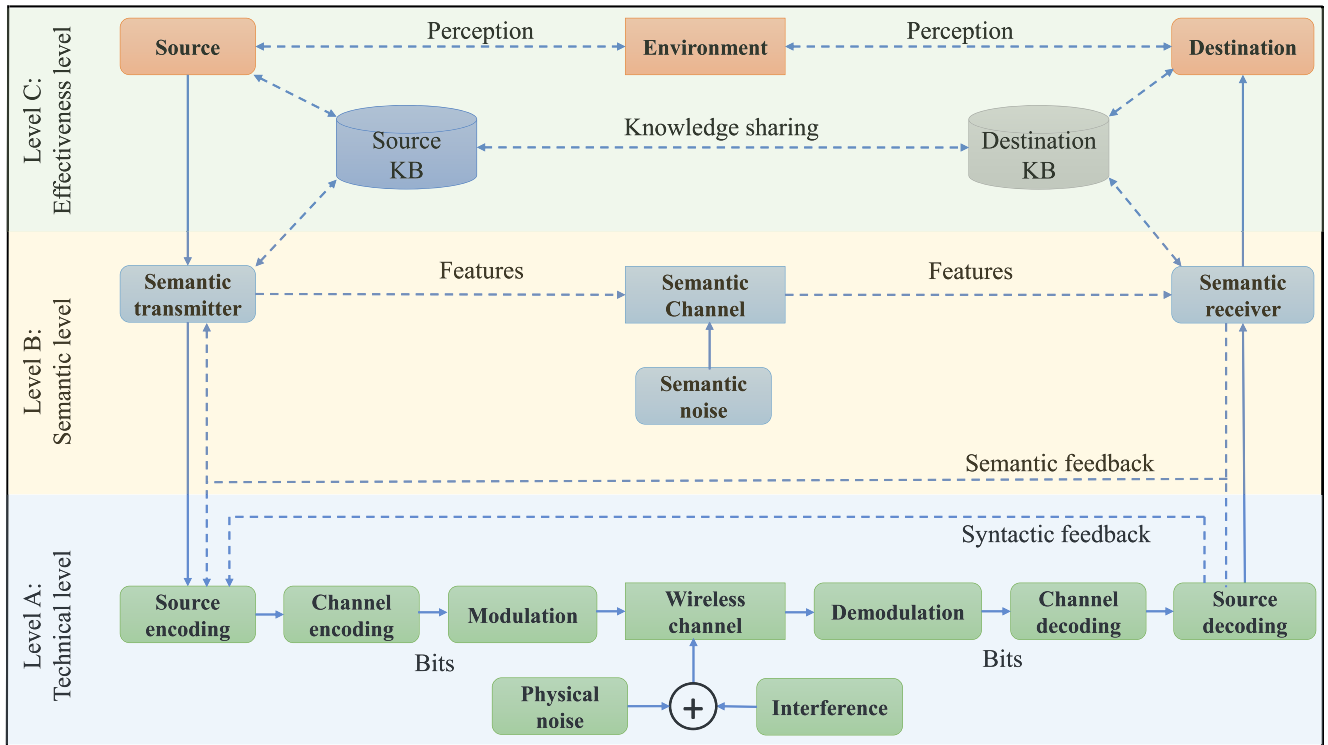 Level C:
Effectiveness level
Source
Perception
Environment
Perception
Destination
Source
KB
Knowledge sharing
Destination
KB
Level B:
Semantic level
Semantic
transmitter
Features
Semantic
Channel
Features
Semantic
receiver
Semantic
noise
Semantic feedback
Level A:
Technical level
Syntactic feedback
Source
encoding
Channel
encoding
Modulation
Wireless
channel
Demodulation
Channel
decoding
Source
decoding
Bits
Bits
Physical
noise
+
Interference